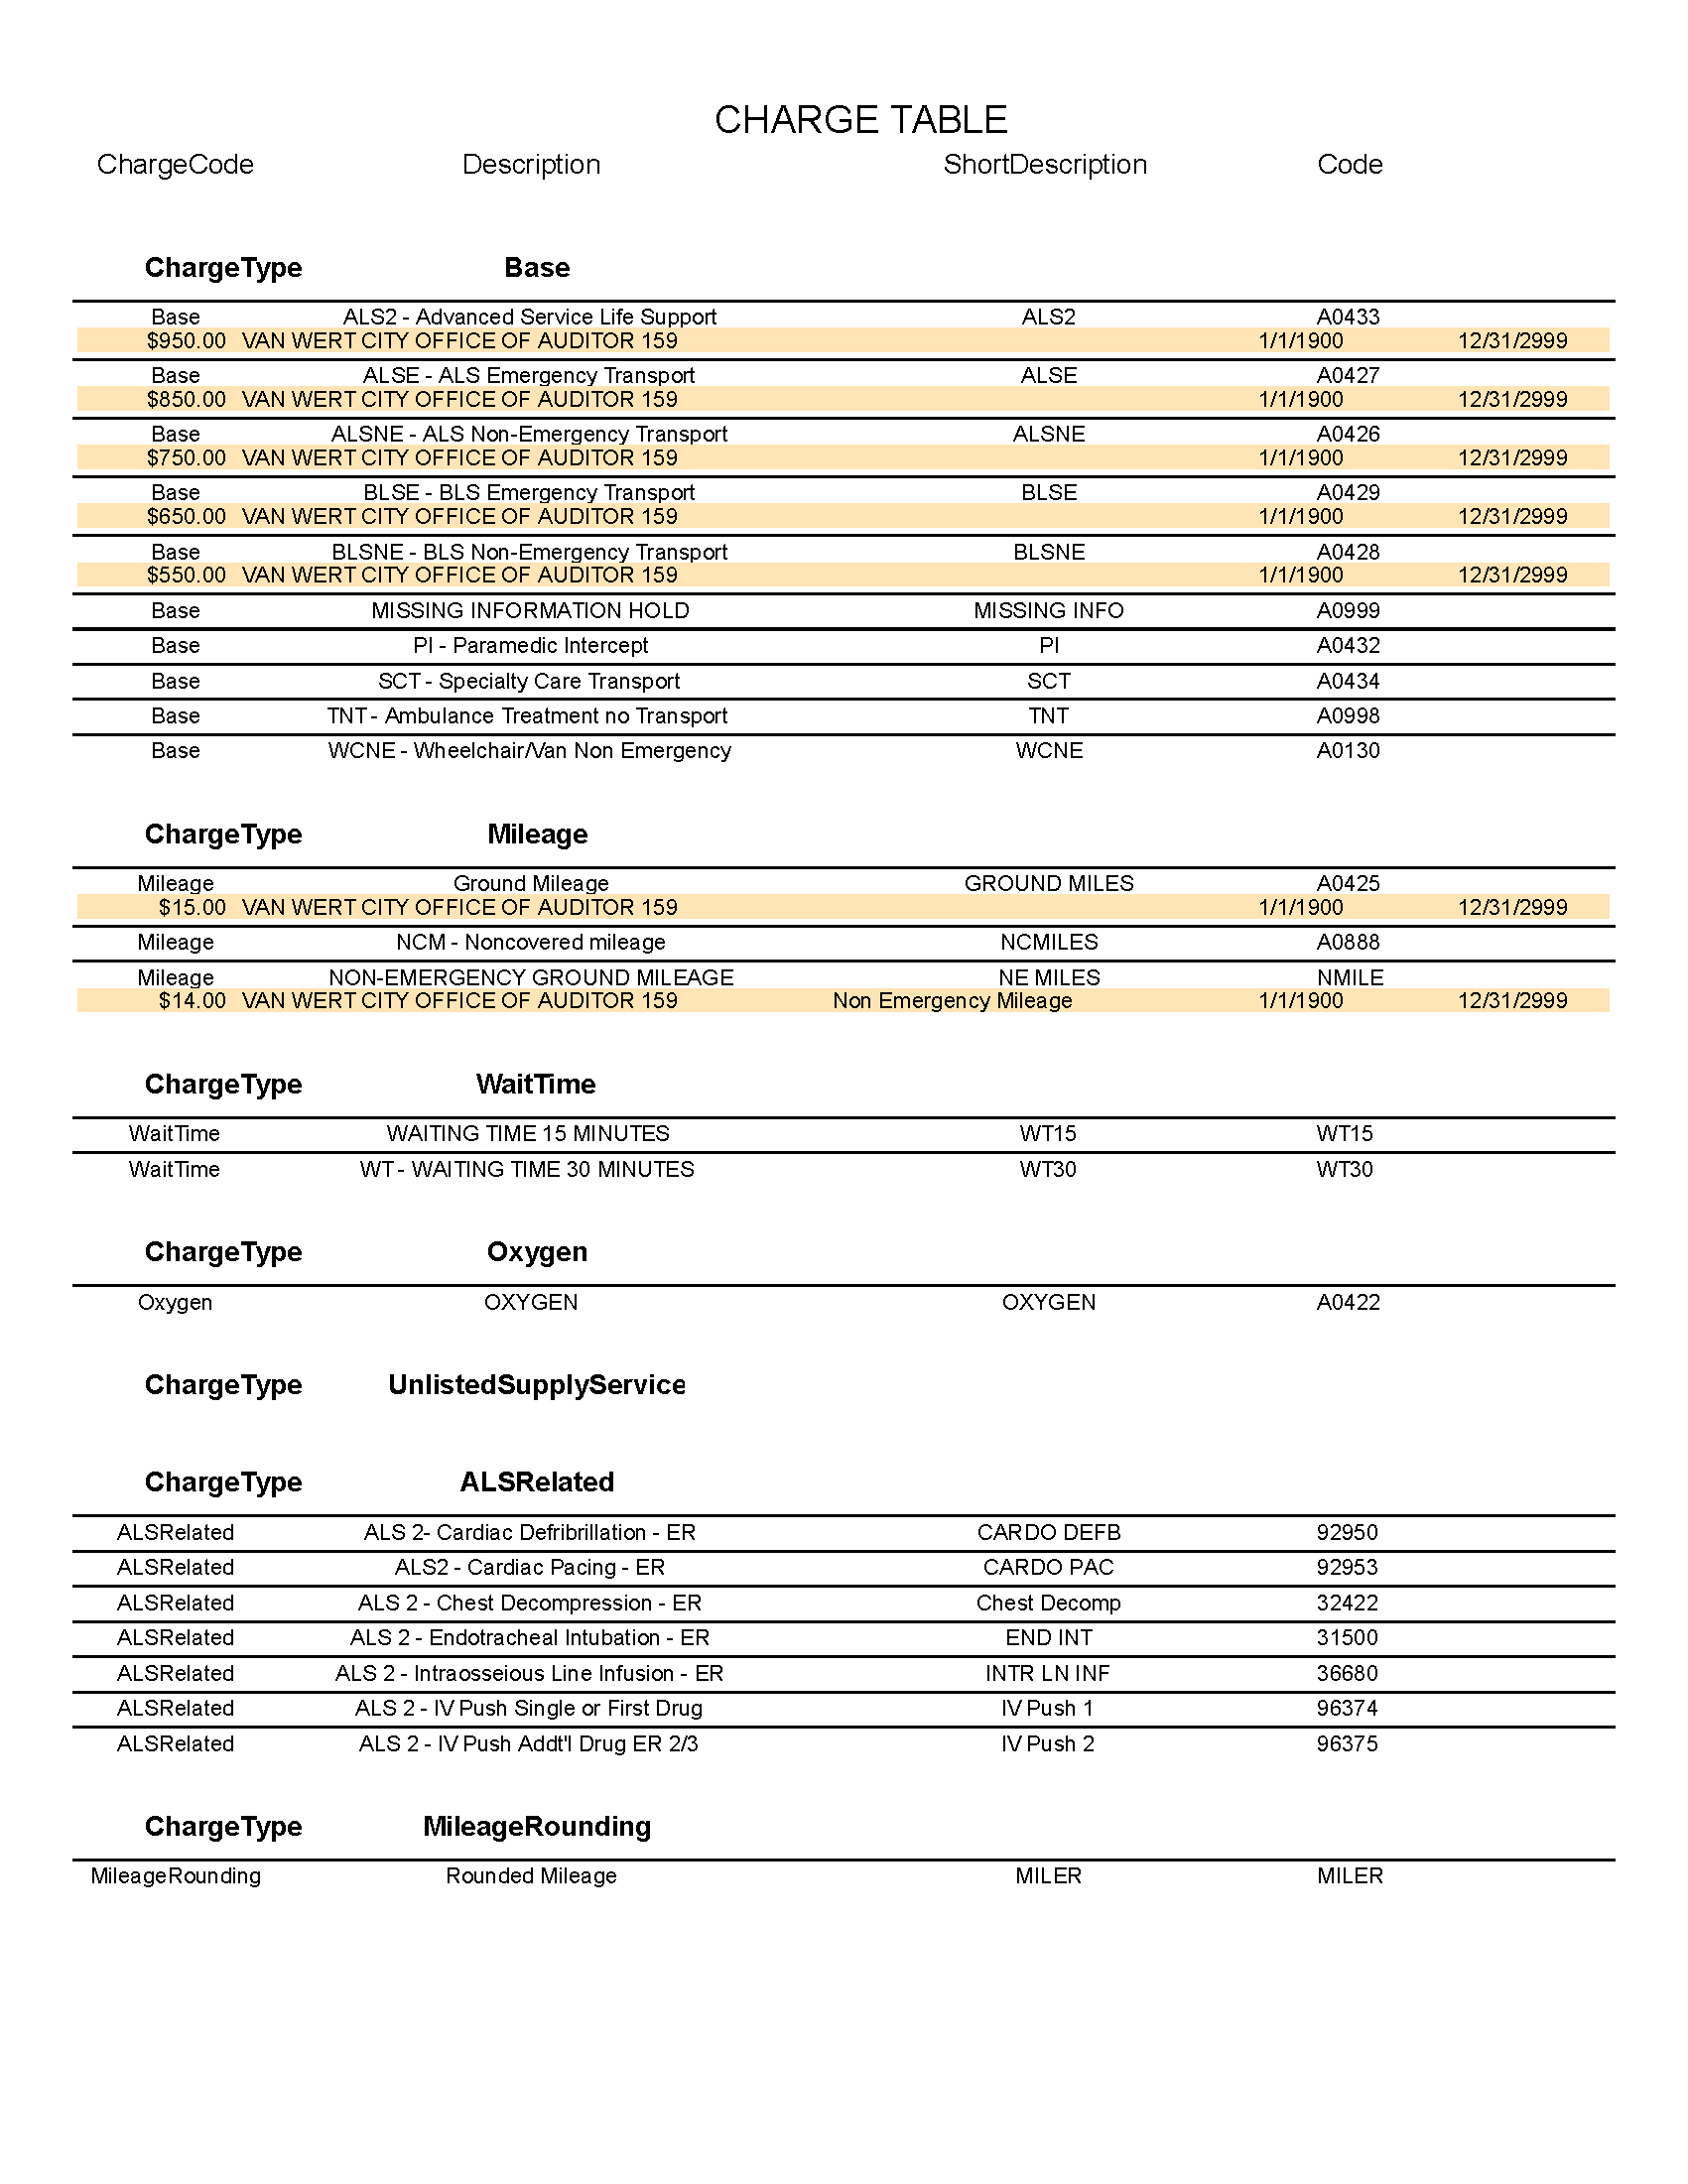 CHARGE TABLE
ChargeCode Description ShortDescription Code
ChargeType Base
Base ALS2 - Advanced Service Life Support ALS2 A0433
$950.00 VAN WERT CITY OFFICE OF AUDITOR 159 1/1/1900 12/31/2999
Base ALSE - ALS Emergency Transport ALSE A0427
$850.00 VAN WERT CITY OFFICE OF AUDITOR 159 1/1/1900 12/31/2999
Base ALSNE - ALS Non-Emergency Transport ALSNE A0426
$750.00 VAN WERT CITY OFFICE OF AUDITOR 159 1/1/1900 12/31/2999
Base BLSE - BLS Emergency Transport BLSE A0429
$650.00 VAN WERT CITY OFFICE OF AUDITOR 159 1/1/1900 12/31/2999
Base BLSNE - BLS Non-Emergency Transport BLSNE A0428
$550.00 VAN WERT CITY OFFICE OF AUDITOR 159 1/1/1900 12/31/2999
Base MISSING INFORMATION HOLD MISSING INFO A0999
Base PI - Paramedic Intercept PI A0432
Base SCT - Specialty Care Transport SCT A0434
Base TNT - Ambulance Treatment no Transport TNT A0998
Base WCNE - Wheelchair/Van Non Emergency WCNE A0130
ChargeType Mileage
Mileage Ground Mileage GROUND MILES A0425
$15.00 VAN WERT CITY OFFICE OF AUDITOR 159 1/1/1900 12/31/2999
Mileage NCM - Noncovered mileage NCMILES A0888
Mileage NON-EMERGENCY GROUND MILEAGE NE MILES NMILE
$14.00 VAN WERT CITY OFFICE OF AUDITOR 159 Non Emergency Mileage 1/1/1900 12/31/2999
ChargeType WaitTime
WaitTime WAITING TIME 15 MINUTES WT15 WT15
WaitTime WT - WAITING TIME 30 MINUTES WT30 WT30
ChargeType Oxygen
Oxygen OXYGEN OXYGEN A0422
ChargeType UnlistedSupplyService
ChargeType ALSRelated
ALSRelated ALS 2- Cardiac Defribrillation - ER CARDO DEFB 92950
ALSRelated ALS2 - Cardiac Pacing - ER CARDO PAC 92953
ALSRelated ALS 2 - Chest Decompression - ER Chest Decomp 32422
ALSRelated ALS 2 - Endotracheal Intubation - ER END INT 31500
ALSRelated ALS 2 - Intraosseious Line Infusion - ER INTR LN INF 36680
ALSRelated ALS 2 - IV Push Single or First Drug IV Push 1 96374
ALSRelated ALS 2 - IV Push Addt'l Drug ER 2/3 IV Push 2 96375
ChargeType MileageRounding
MileageRounding Rounded Mileage MILER MILER